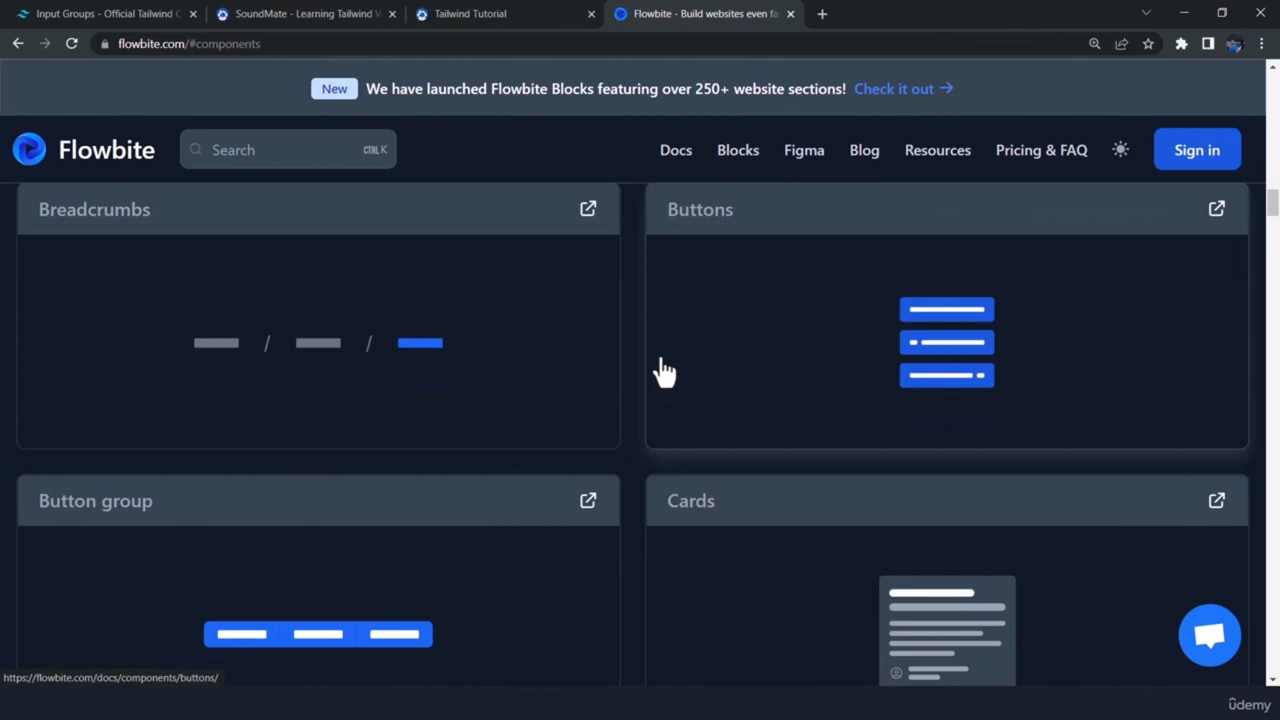 Input Groups - Official Tailwind C
SoundMate - Learning Tailwind W
Tailwind Tutorial
Flowbite - Build websites even fa
flowbite.com/#components
New We have launched Flowbite Blocks featuring over 250+ website sections! Check it out →
Flowbite
Search CTRL K
Docs Blocks Figma Blog Resources Pricing & FAQ Sign in
Breadcrumbs
Buttons
/ /
Button group
Cards
https://flowbite.com/docs/components/buttons/
ûdemy